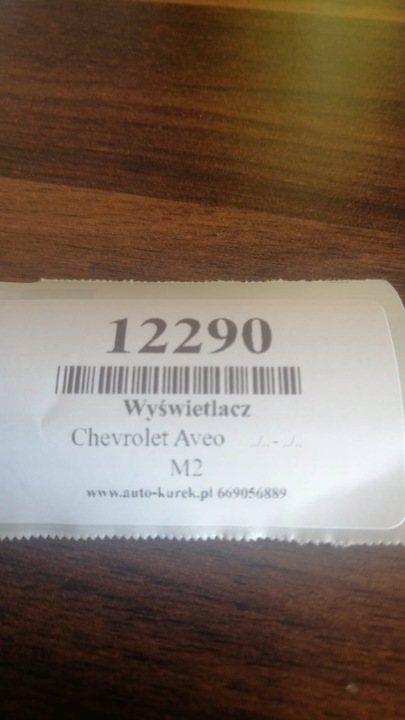 12290
Wyświetlacz
Chevrolet Aveo ../..-../..
M2
www.auto-kurek.pl 669056889